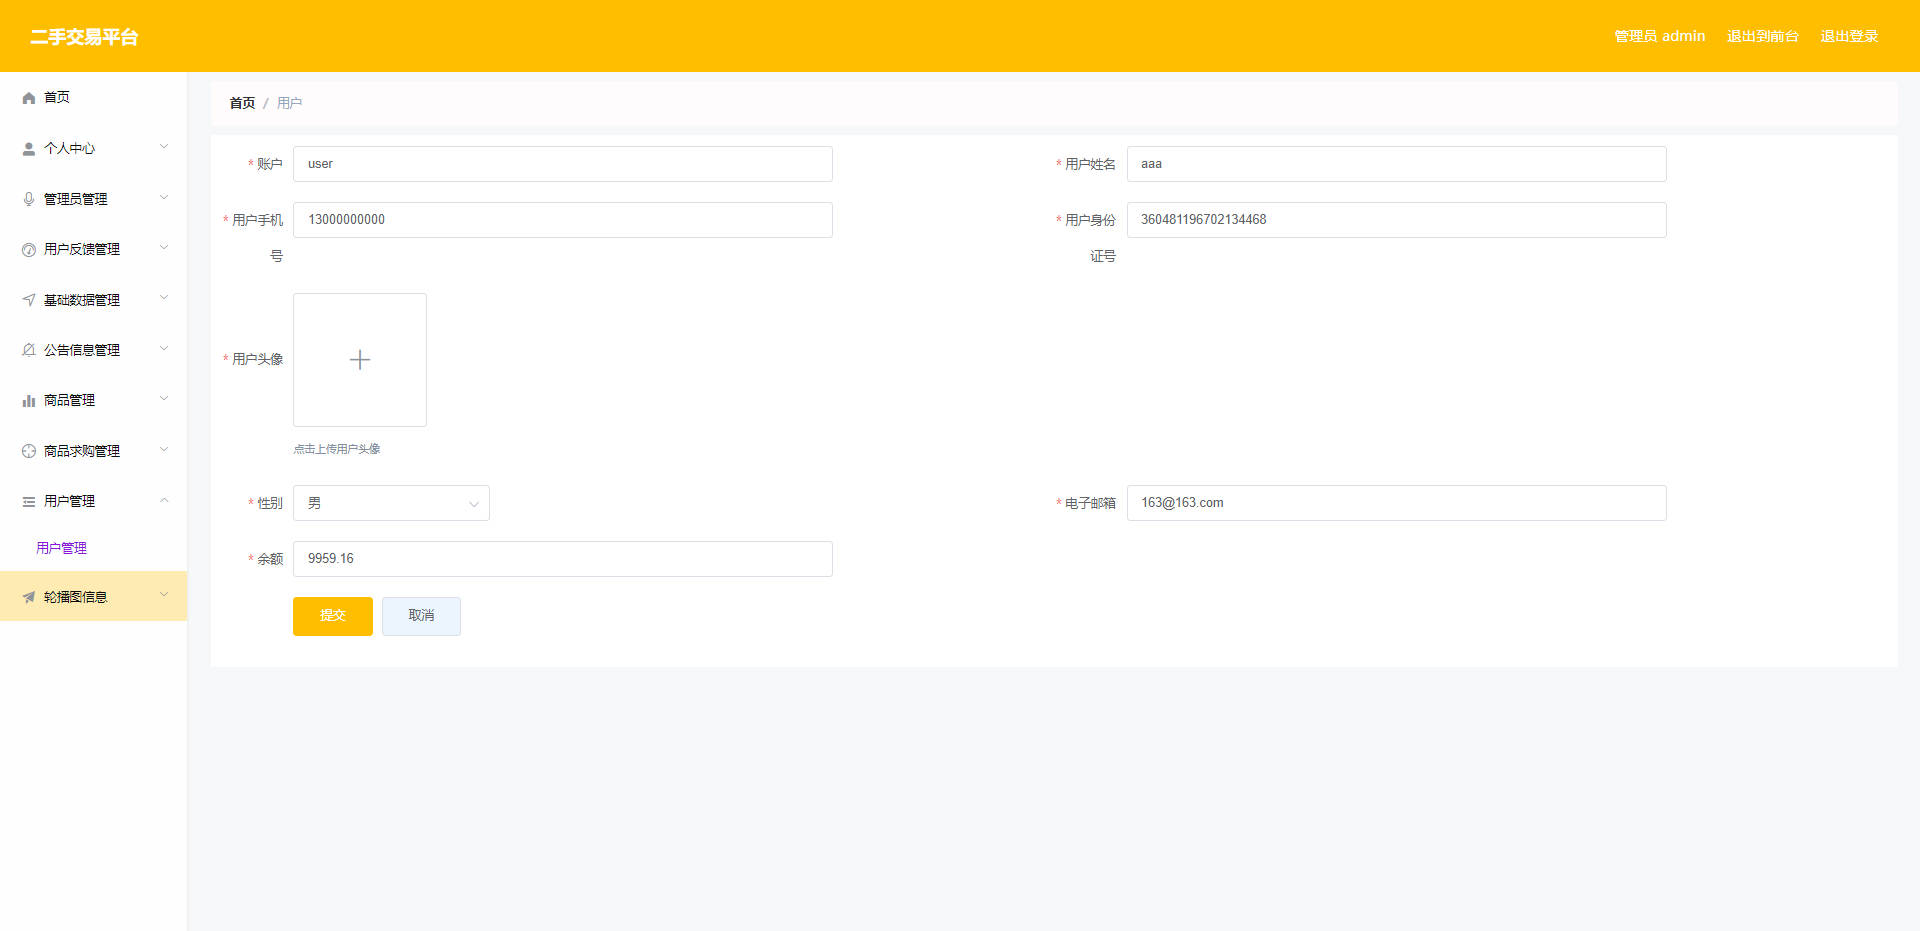 二手交易平台
管理员 admin 退出到前台 退出登录
首页
个人中心
管理员管理
用户反馈管理
基础数据管理
公告信息管理
商品管理
商品求购管理
用户管理
用户管理
轮播图信息
首页 / 用户
* 账户 user
* 用户姓名 aaa
* 用户手机号 13000000000
* 用户身份证号 360481196702134468
* 用户头像
点击上传用户头像
* 性别 男
* 电子邮箱 163@163.com
* 余额 9959.16
提交 取消